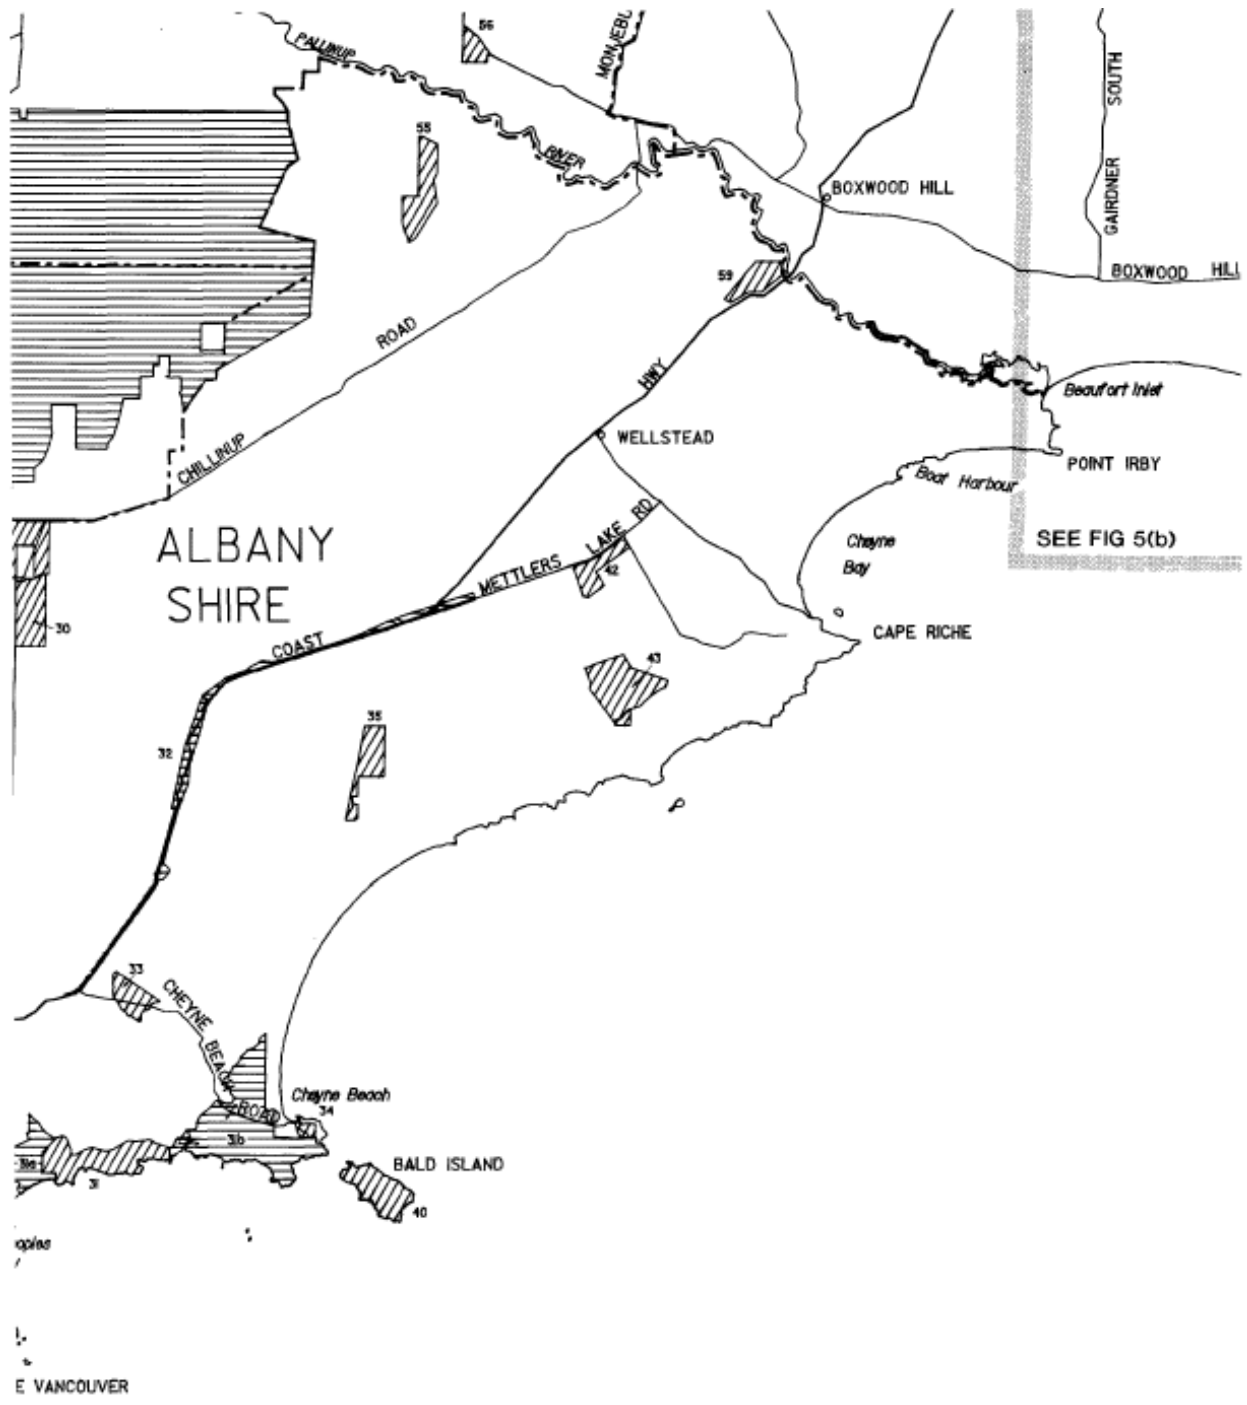 56
PALLINUP
SOUTH
55
RIVER
GAIRDNER
BOXWOOD HILL
59
BOXWOOD HILL
ROAD
HWY
Beaufort Inlet
CHILLINUP
WELLSTEAD
POINT IRBY
Boat Harbour
ALBANY
SHIRE
METTLERS LAKE RD
Cheyne
Bay
SEE FIG 5(b)
42
30
COAST
CAPE RICHE
43
35
32
33
CHEYNE BEACH ROAD
Cheyne Beach
34
31b
31a
31
BALD ISLAND
40
E VANCOUVER